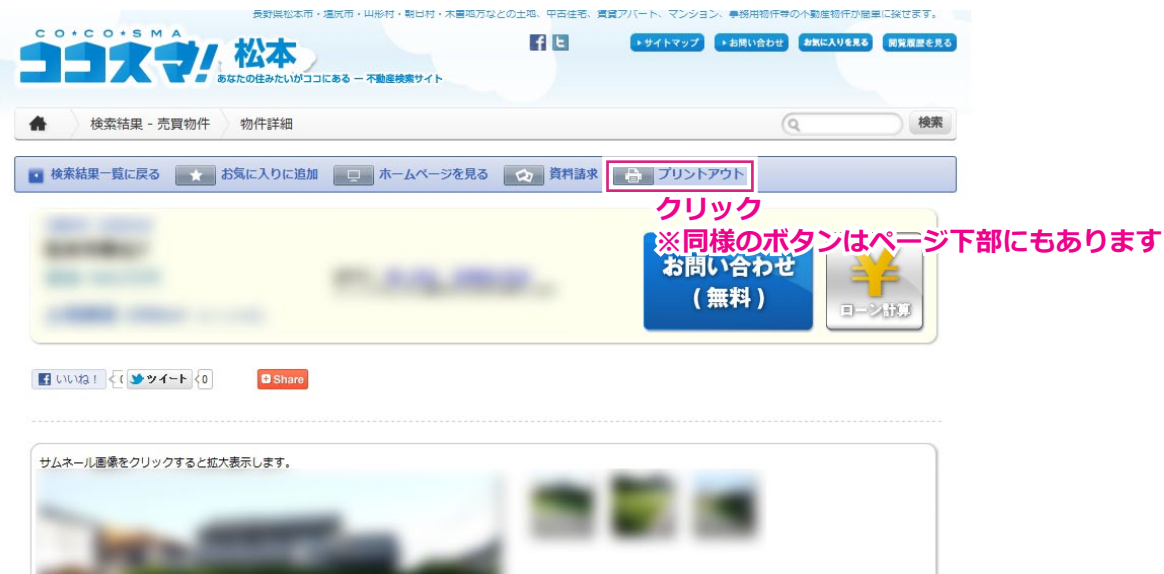 長野県松本市・塩尻市・山形村・朝日村・木曽地方などの土地、中古住宅、賃貸アパート、マンション、事務用物件等の不動産物件が簡単に探せます。
CO・CO・SMA
ココスマ! 松本
あなたの住みたいがココにある ー 不動産検索サイト
サイトマップ お問い合わせ お気に入りを見る 閲覧履歴を見る
検索結果 - 売買物件 物件詳細 検索
検索結果一覧に戻る お気に入りに追加 ホームページを見る 資料請求 プリントアウト
クリック
※同様のボタンはページ下部にもあります
お問い合わせ
(無料)
ローン計算
いいね! ツイート 0 Share
サムネール画像をクリックすると拡大表示します。